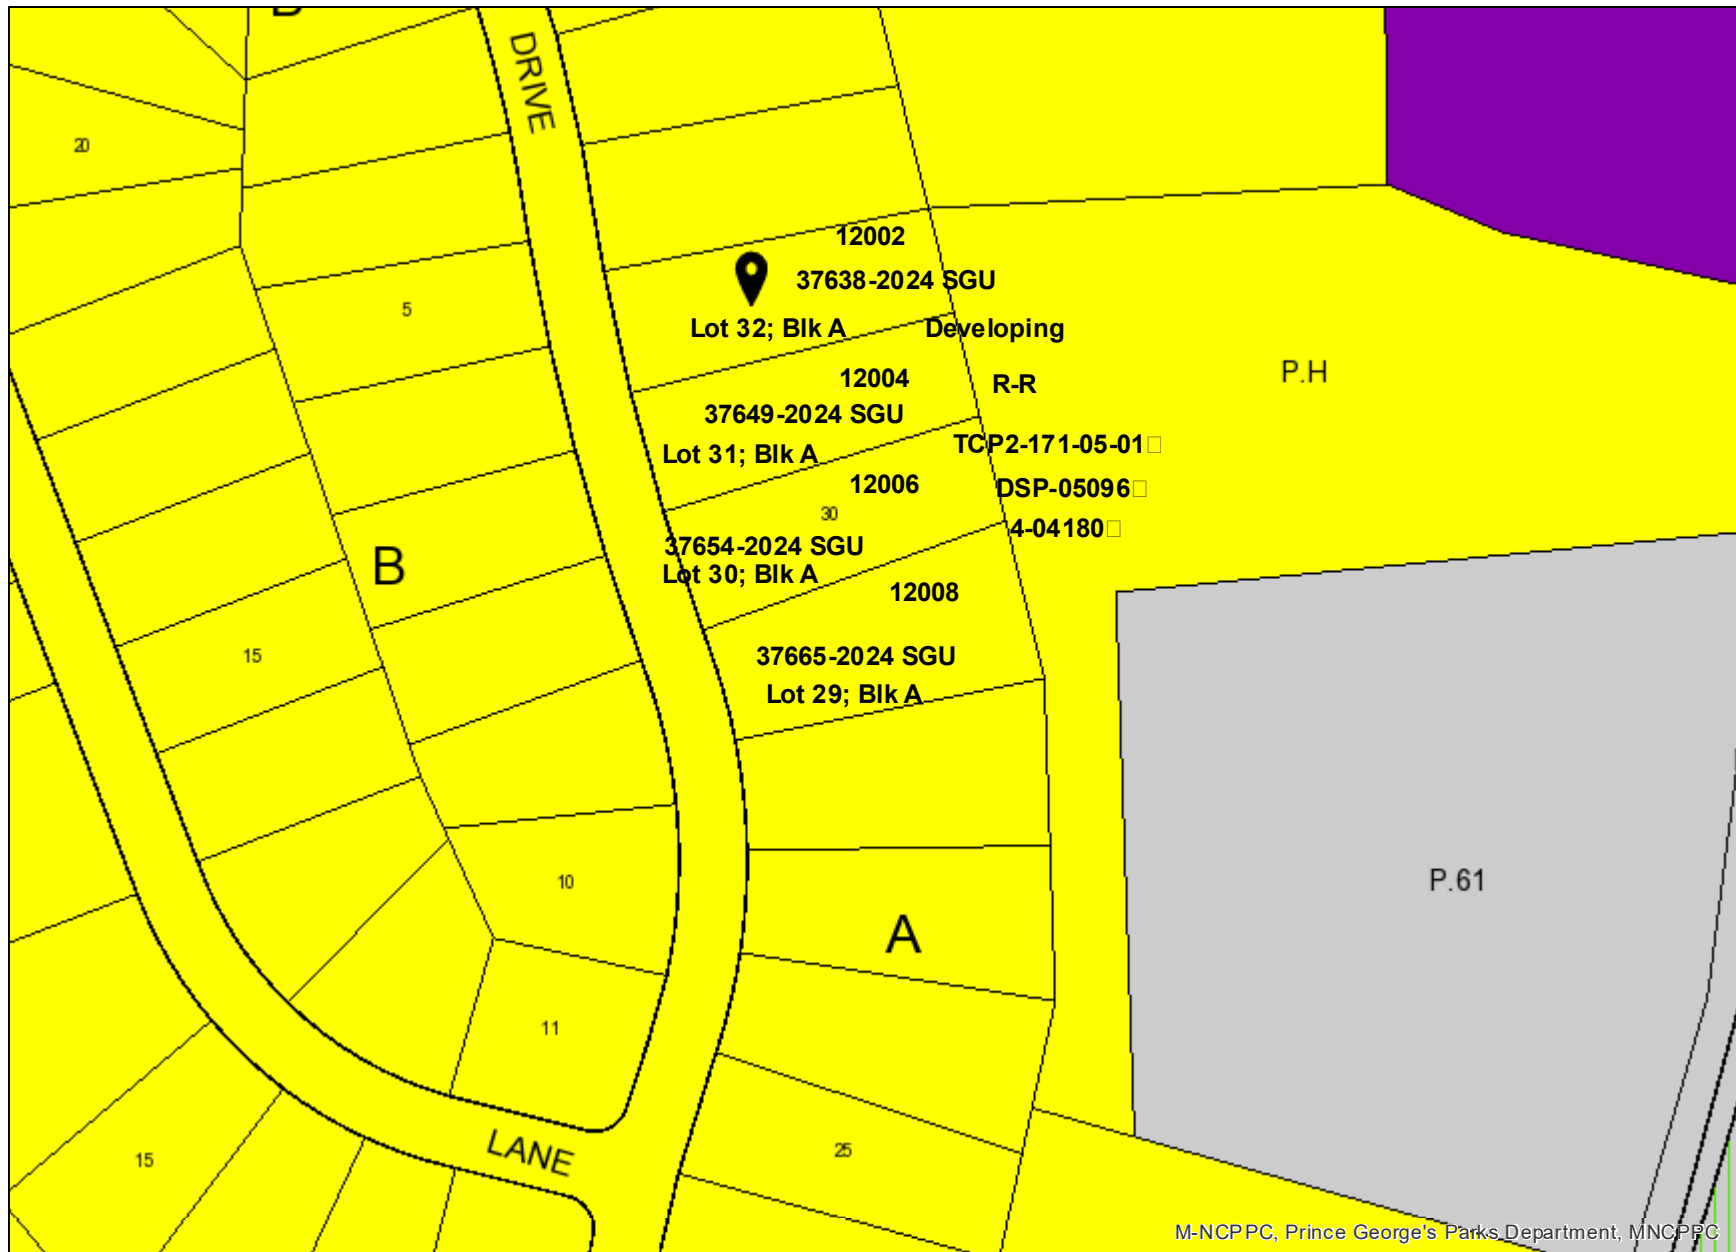 DRIVE
20
12002
37638-2024 SGU
5
Lot 32; Blk A
Developing
12004
R-R
P.H
37649-2024 SGU
TCP2-171-05-01□
Lot 31; Blk A
12006
DSP-05096□
30
4-04180□
37654-2024 SGU
B
Lot 30; Blk A
12008
15
37665-2024 SGU
Lot 29; Blk A
10
P.61
A
11
LANE
15
25
M-NCPPC, Prince George's Parks Department, MNCPPC